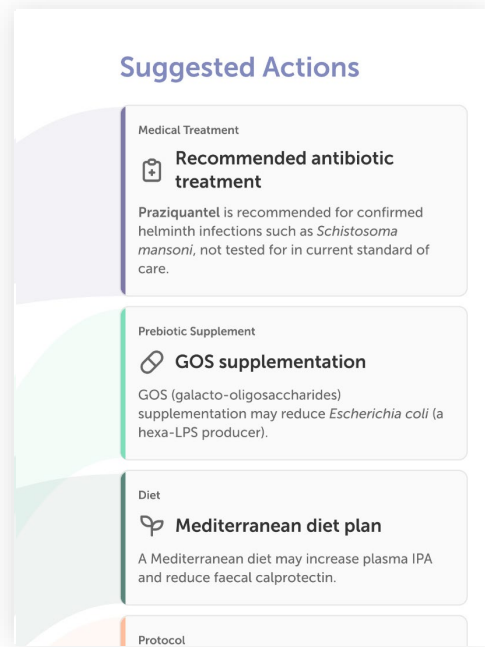 Suggested Actions
Medical Treatment
Recommended antibiotic
treatment
Praziquantel is recommended for confirmed
helminth infections such as Schistosoma
mansoni, not tested for in current standard of
care.
Prebiotic Supplement
GOS supplementation
GOS (galacto-oligosaccharides)
supplementation may reduce Escherichia coli (a
hexa-LPS producer).
Diet
Mediterranean diet plan
A Mediterranean diet may increase plasma IPA
and reduce faecal calprotectin.
Protocol